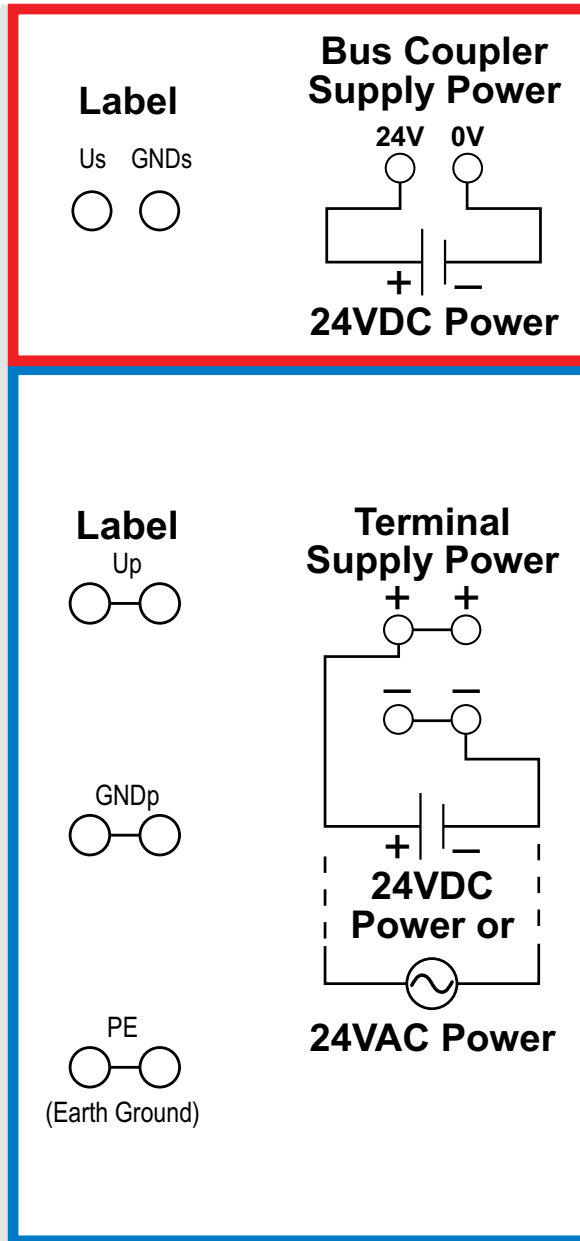 Label
Us GNDs
Bus Coupler
Supply Power
24V 0V
+ −
24VDC Power
Label
Up
GNDp
PE
(Earth Ground)
Terminal
Supply Power
+ +
− −
+ −
24VDC
Power or
24VAC Power